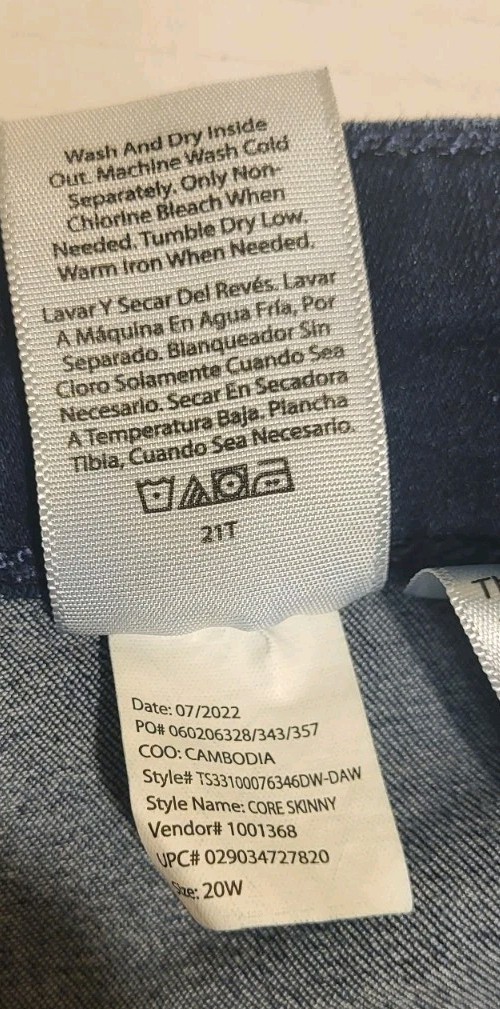 Wash And Dry Inside
Out. Machine Wash Cold
Separately. Only Non-
Chlorine Bleach When
Needed. Tumble Dry Low.
Warm Iron When Needed.
Lavar Y Secar Del Revés. Lavar
A Máquina En Agua Fría, Por
Separado. Blanqueador Sin
Cloro Solamente Cuando Sea
Necesario. Secar En Secadora
A Temperatura Baja. Plancha
Tibia, Cuando Sea Necesario.
21T
Date: 07/2022
PO# 060206328/343/357
COO: CAMBODIA
Style# TS33100076346DW-DAW
Style Name: CORE SKINNY
Vendor# 1001368
UPC# 029034727820
Size: 20W